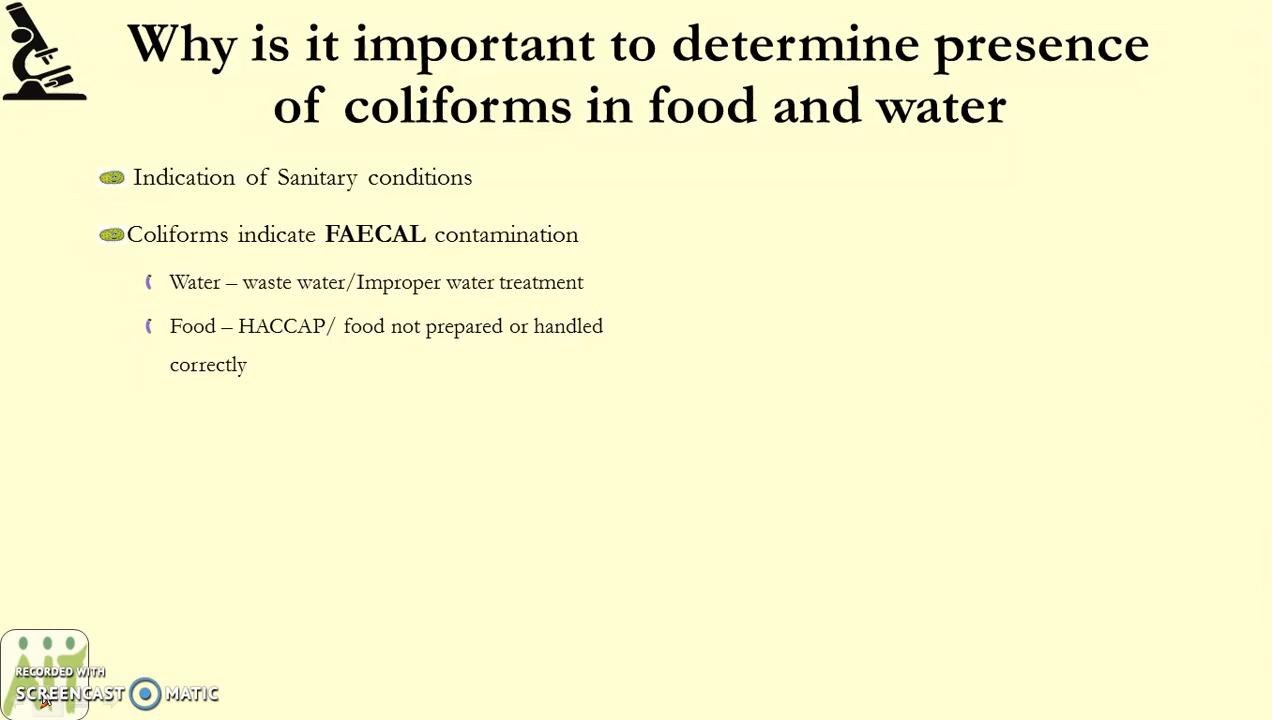 Why is it important to determine presence
of coliforms in food and water
Indication of Sanitary conditions
Coliforms indicate FAECAL contamination
Water – waste water/Improper water treatment
Food – HACCAP/ food not prepared or handled
correctly
AIT
RECORDED WITH
SCREENCAST MATIC